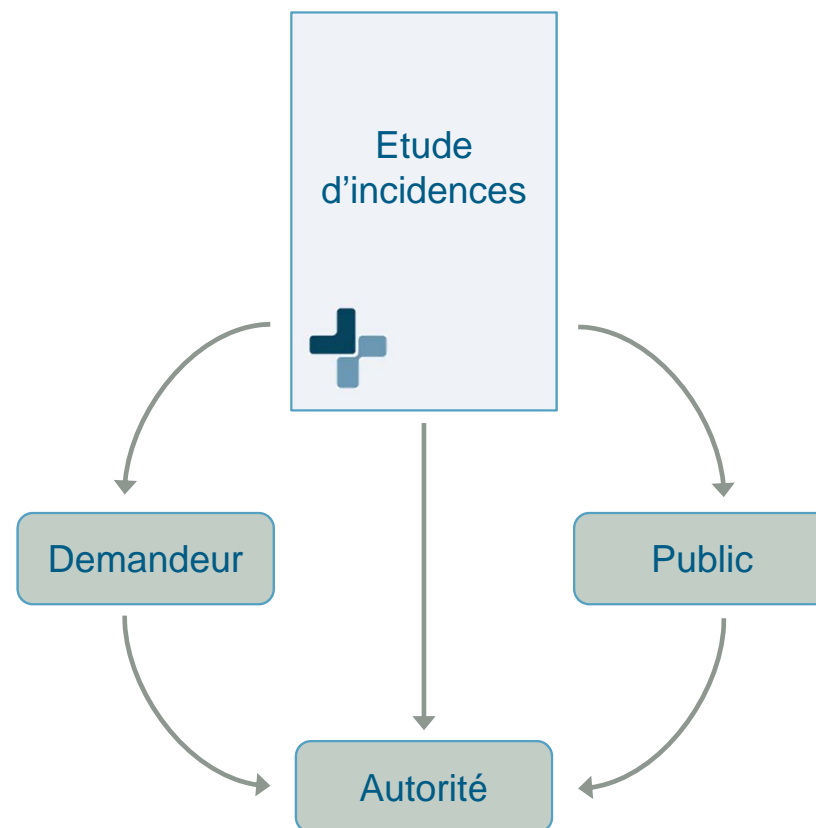 Etude
d’incidences
Demandeur
Public
Autorité